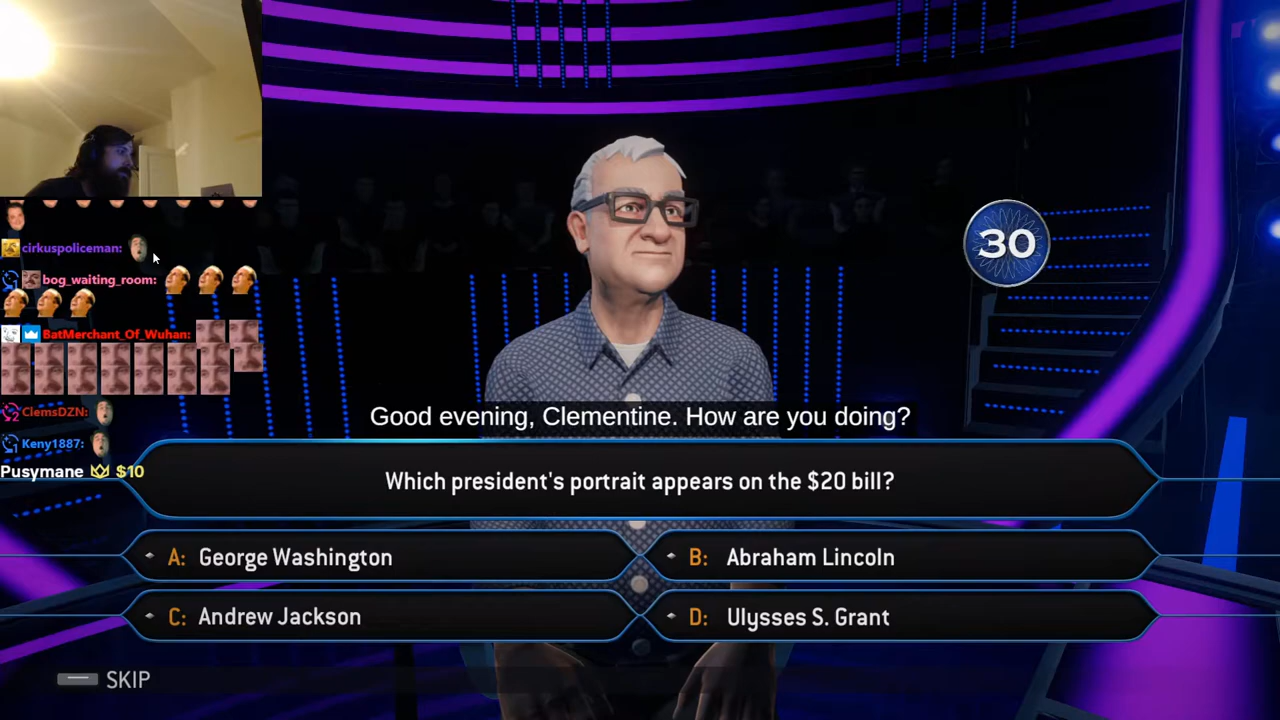 cirkuspoliceman:
bog_waiting_room:
BatMerchant_Of_Wuhan:
ClemsDZN:
Keny1887:
Pusymane $10
30
Good evening, Clementine. How are you doing?
Which president's portrait appears on the $20 bill?
A: George Washington
B: Abraham Lincoln
C: Andrew Jackson
D: Ulysses S. Grant
SKIP